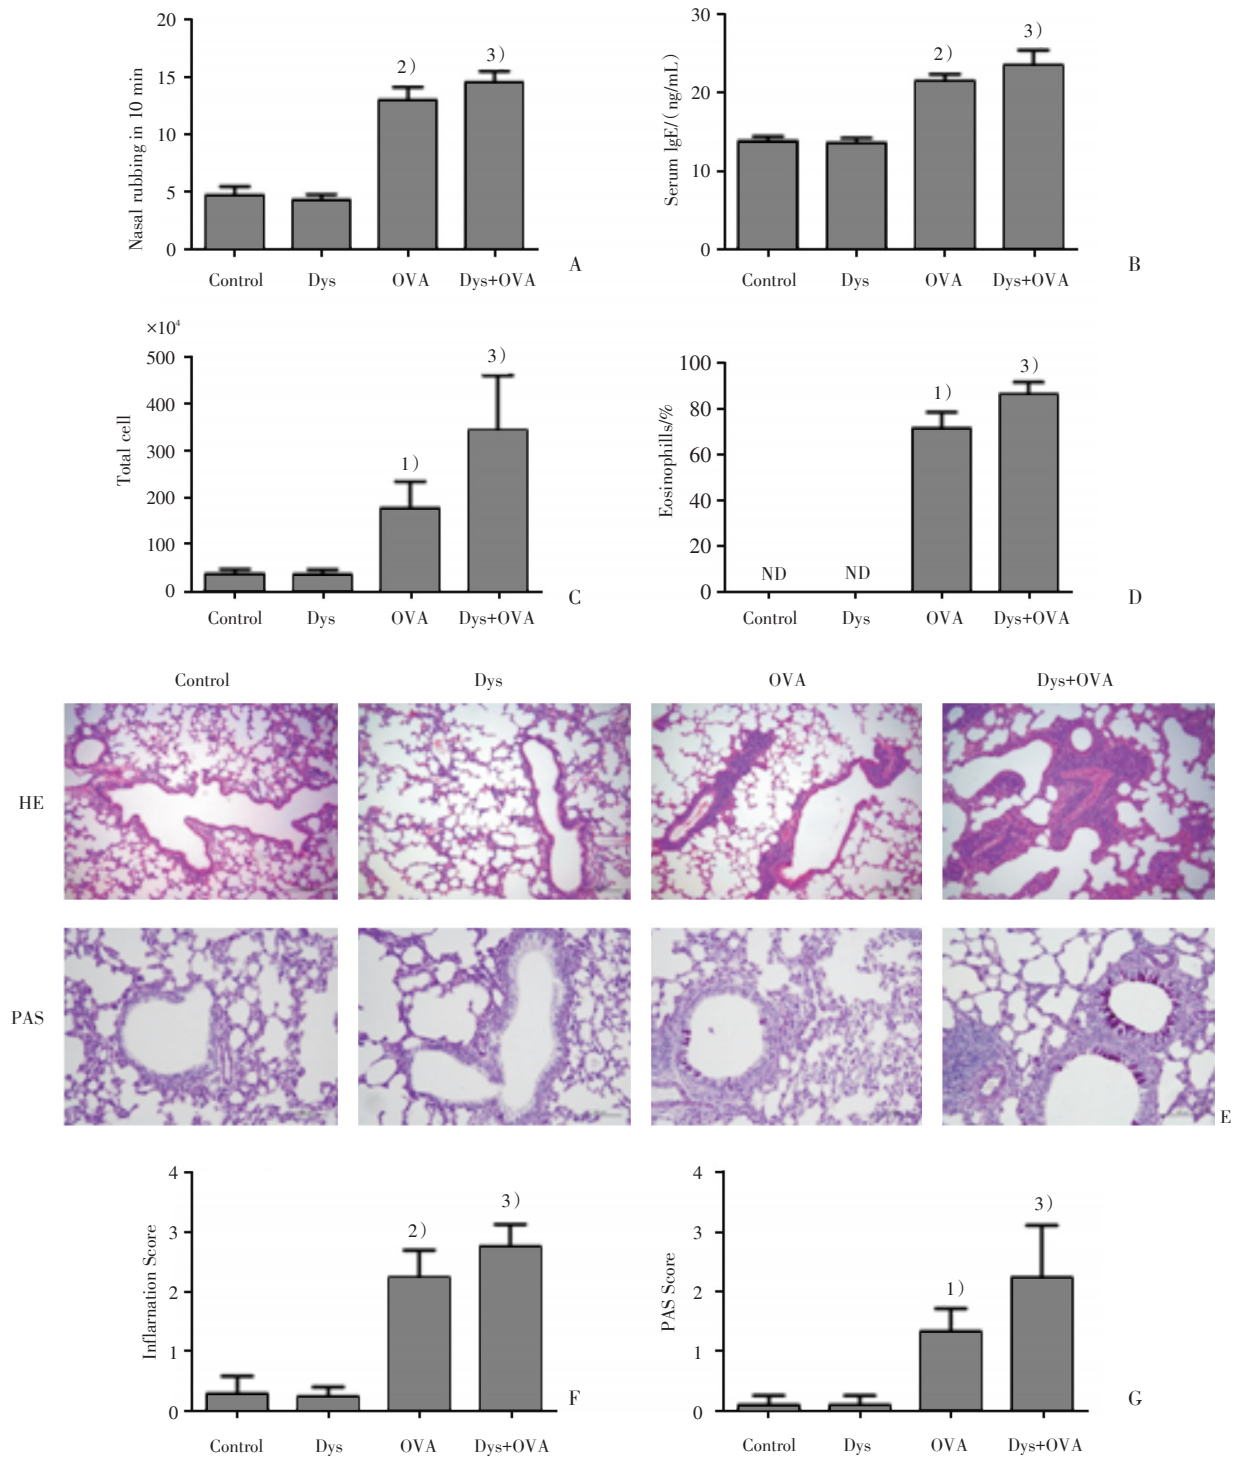 20
15
10
5
0
Nasal rubbing in 10 min
2)
3)
Control Dys OVA Dys+OVA
A
30
20
10
0
Serum IgE/(ng/mL)
2)
3)
Control Dys OVA Dys+OVA
B
×10⁴
500
400
300
200
100
0
Total cell
1)
3)
Control Dys OVA Dys+OVA
C
100
80
60
40
20
0
Eosinophills/%
ND
ND
1)
3)
Control Dys OVA Dys+OVA
D
Control Dys OVA Dys+OVA
HE
PAS
E
4
3
2
1
0
Inflarnation Score
2)
3)
Control Dys OVA Dys+OVA
F
4
3
2
1
0
PAS Score
1)
3)
Control Dys OVA Dys+OVA
G